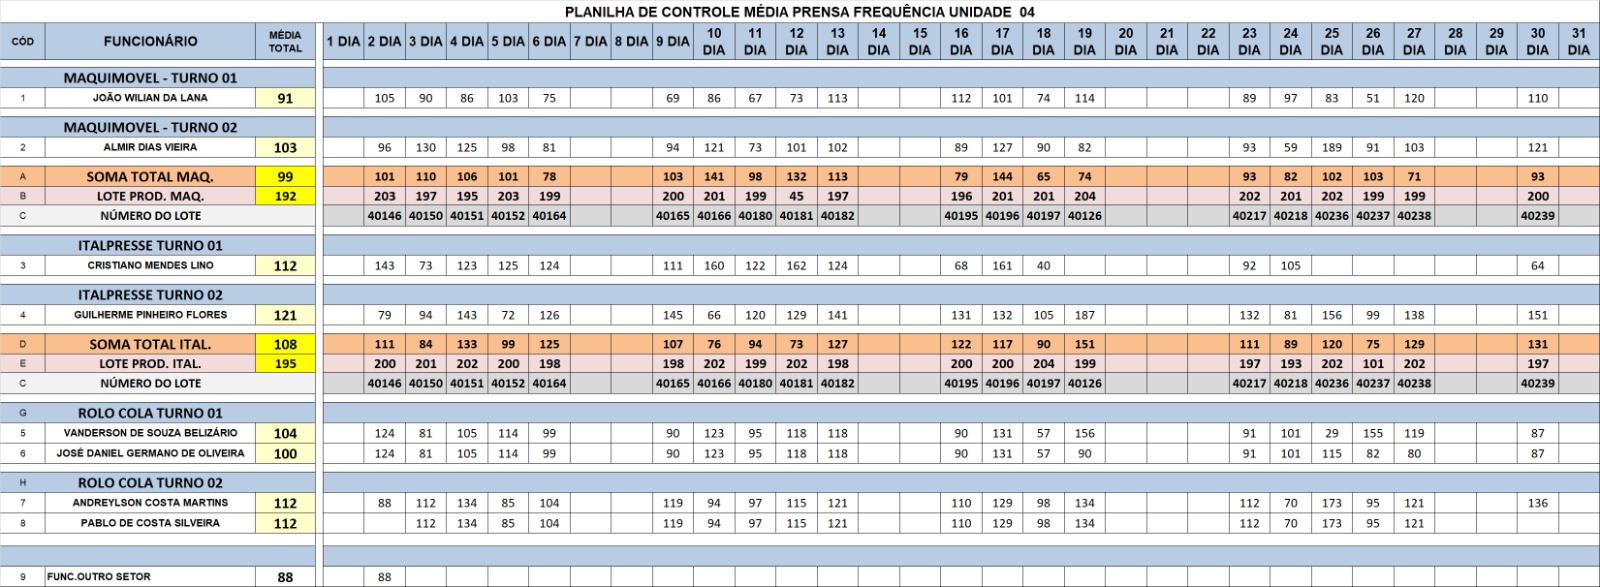 PLANILHA DE CONTROLE MÉDIA PRENSA FREQUÊNCIA UNIDADE 04
CÓD FUNCIONÁRIO MÉDIA TOTAL 1 DIA 2 DIA 3 DIA 4 DIA 5 DIA 6 DIA 7 DIA 8 DIA 9 DIA 10 DIA 11 DIA 12 DIA 13 DIA 14 DIA 15 DIA 16 DIA 17 DIA 18 DIA 19 DIA 20 DIA 21 DIA 22 DIA 23 DIA 24 DIA 25 DIA 26 DIA 27 DIA 28 DIA 29 DIA 30 DIA 31 DIA
MAQUIMOVEL - TURNO 01
1 JOÃO WILIAN DA LANA 91 105 90 86 103 75 69 86 67 73 113 112 101 74 114 89 97 83 51 120 110
MAQUIMOVEL - TURNO 02
2 ALMIR DIAS VIEIRA 103 96 130 125 98 81 94 121 73 101 102 89 127 90 82 93 59 189 91 103 121
A SOMA TOTAL MAQ. 99 101 110 106 101 78 103 141 98 132 113 79 144 65 74 93 82 102 103 71 93
B LOTE PROD. MAQ. 192 203 197 195 203 199 200 201 199 45 197 196 201 201 204 202 201 202 199 199 200
C NÚMERO DO LOTE 40146 40150 40151 40152 40164 40165 40166 40180 40181 40182 40195 40196 40197 40126 40217 40218 40236 40237 40238 40239
ITALPRESSE TURNO 01
3 CRISTIANO MENDES LINO 112 143 73 123 125 124 111 160 122 162 124 68 161 40 92 105 64
ITALPRESSE TURNO 02
4 GUILHERME PINHEIRO FLORES 121 79 94 143 72 126 145 66 120 129 141 131 132 105 187 132 81 156 99 138 151
D SOMA TOTAL ITAL. 108 111 84 133 99 125 107 76 94 73 127 122 117 90 151 111 89 120 75 129 131
E LOTE PROD. ITAL. 195 200 201 202 200 198 198 202 199 202 198 200 200 204 199 197 193 202 101 202 197
C NÚMERO DO LOTE 40146 40150 40151 40152 40164 40165 40166 40180 40181 40182 40195 40196 40197 40126 40217 40218 40236 40237 40238 40239
G ROLO COLA TURNO 01
5 VANDERSON DE SOUZA BELIZÁRIO 104 124 81 105 114 99 90 123 95 118 118 90 131 57 156 91 101 29 155 119 87
6 JOSÉ DANIEL GERMANO DE OLIVEIRA 100 124 81 105 114 99 90 123 95 118 118 90 131 57 90 91 101 115 82 80 87
H ROLO COLA TURNO 02
7 ANDREYLSON COSTA MARTINS 112 88 112 134 85 104 119 94 97 115 121 110 129 98 134 112 70 173 95 121 136
8 PABLO DE COSTA SILVEIRA 112 112 134 85 104 119 94 97 115 121 110 129 98 134 112 70 173 95 121
9 FUNC.OUTRO SETOR 88 88